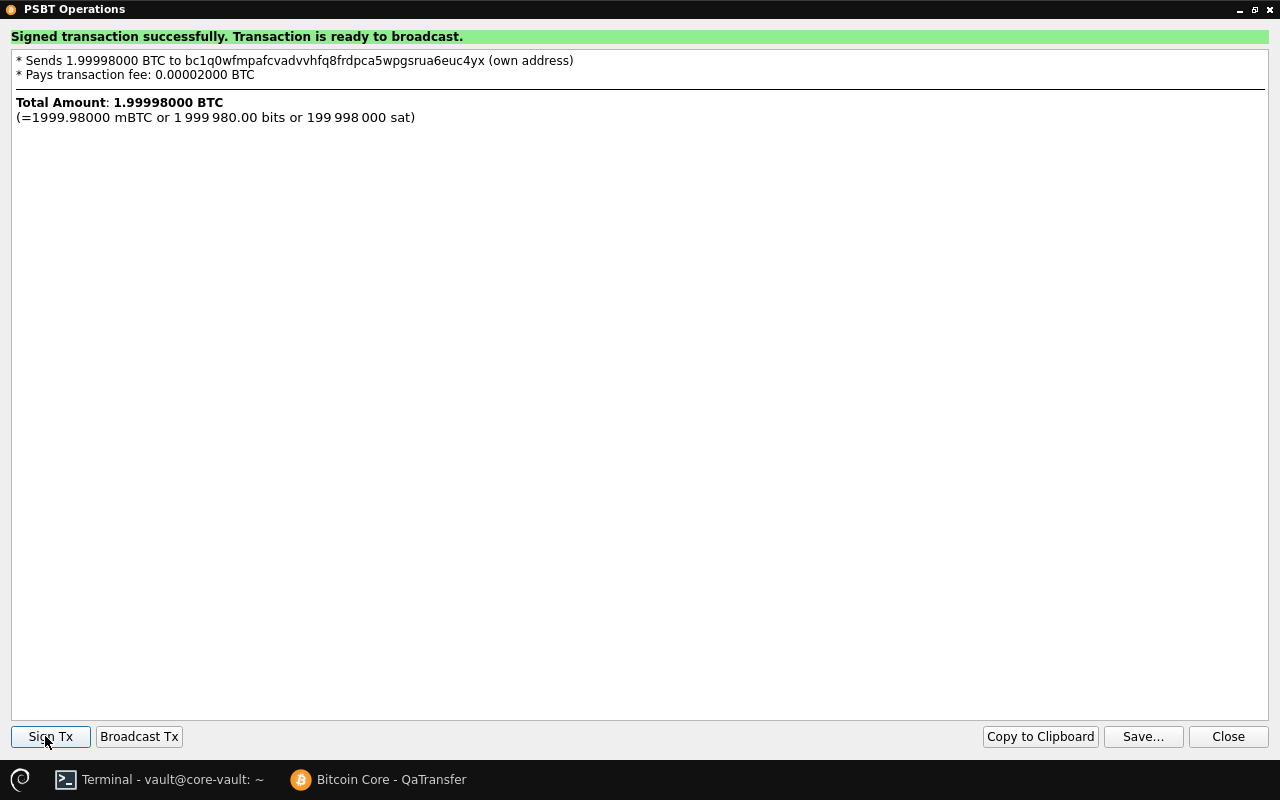 PSBT Operations
Signed transaction successfully. Transaction is ready to broadcast.
* Sends 1.99998000 BTC to bc1q0wfmpafcvadvvhfq8frdpca5wpgsrua6euc4yx (own address)
* Pays transaction fee: 0.00002000 BTC
Total Amount: 1.99998000 BTC
(=1999.98000 mBTC or 1 999 980.00 bits or 199 998 000 sat)
Sign Tx
Broadcast Tx
Copy to Clipboard
Save...
Close
Terminal - vault@core-vault: ~
Bitcoin Core - QaTransfer